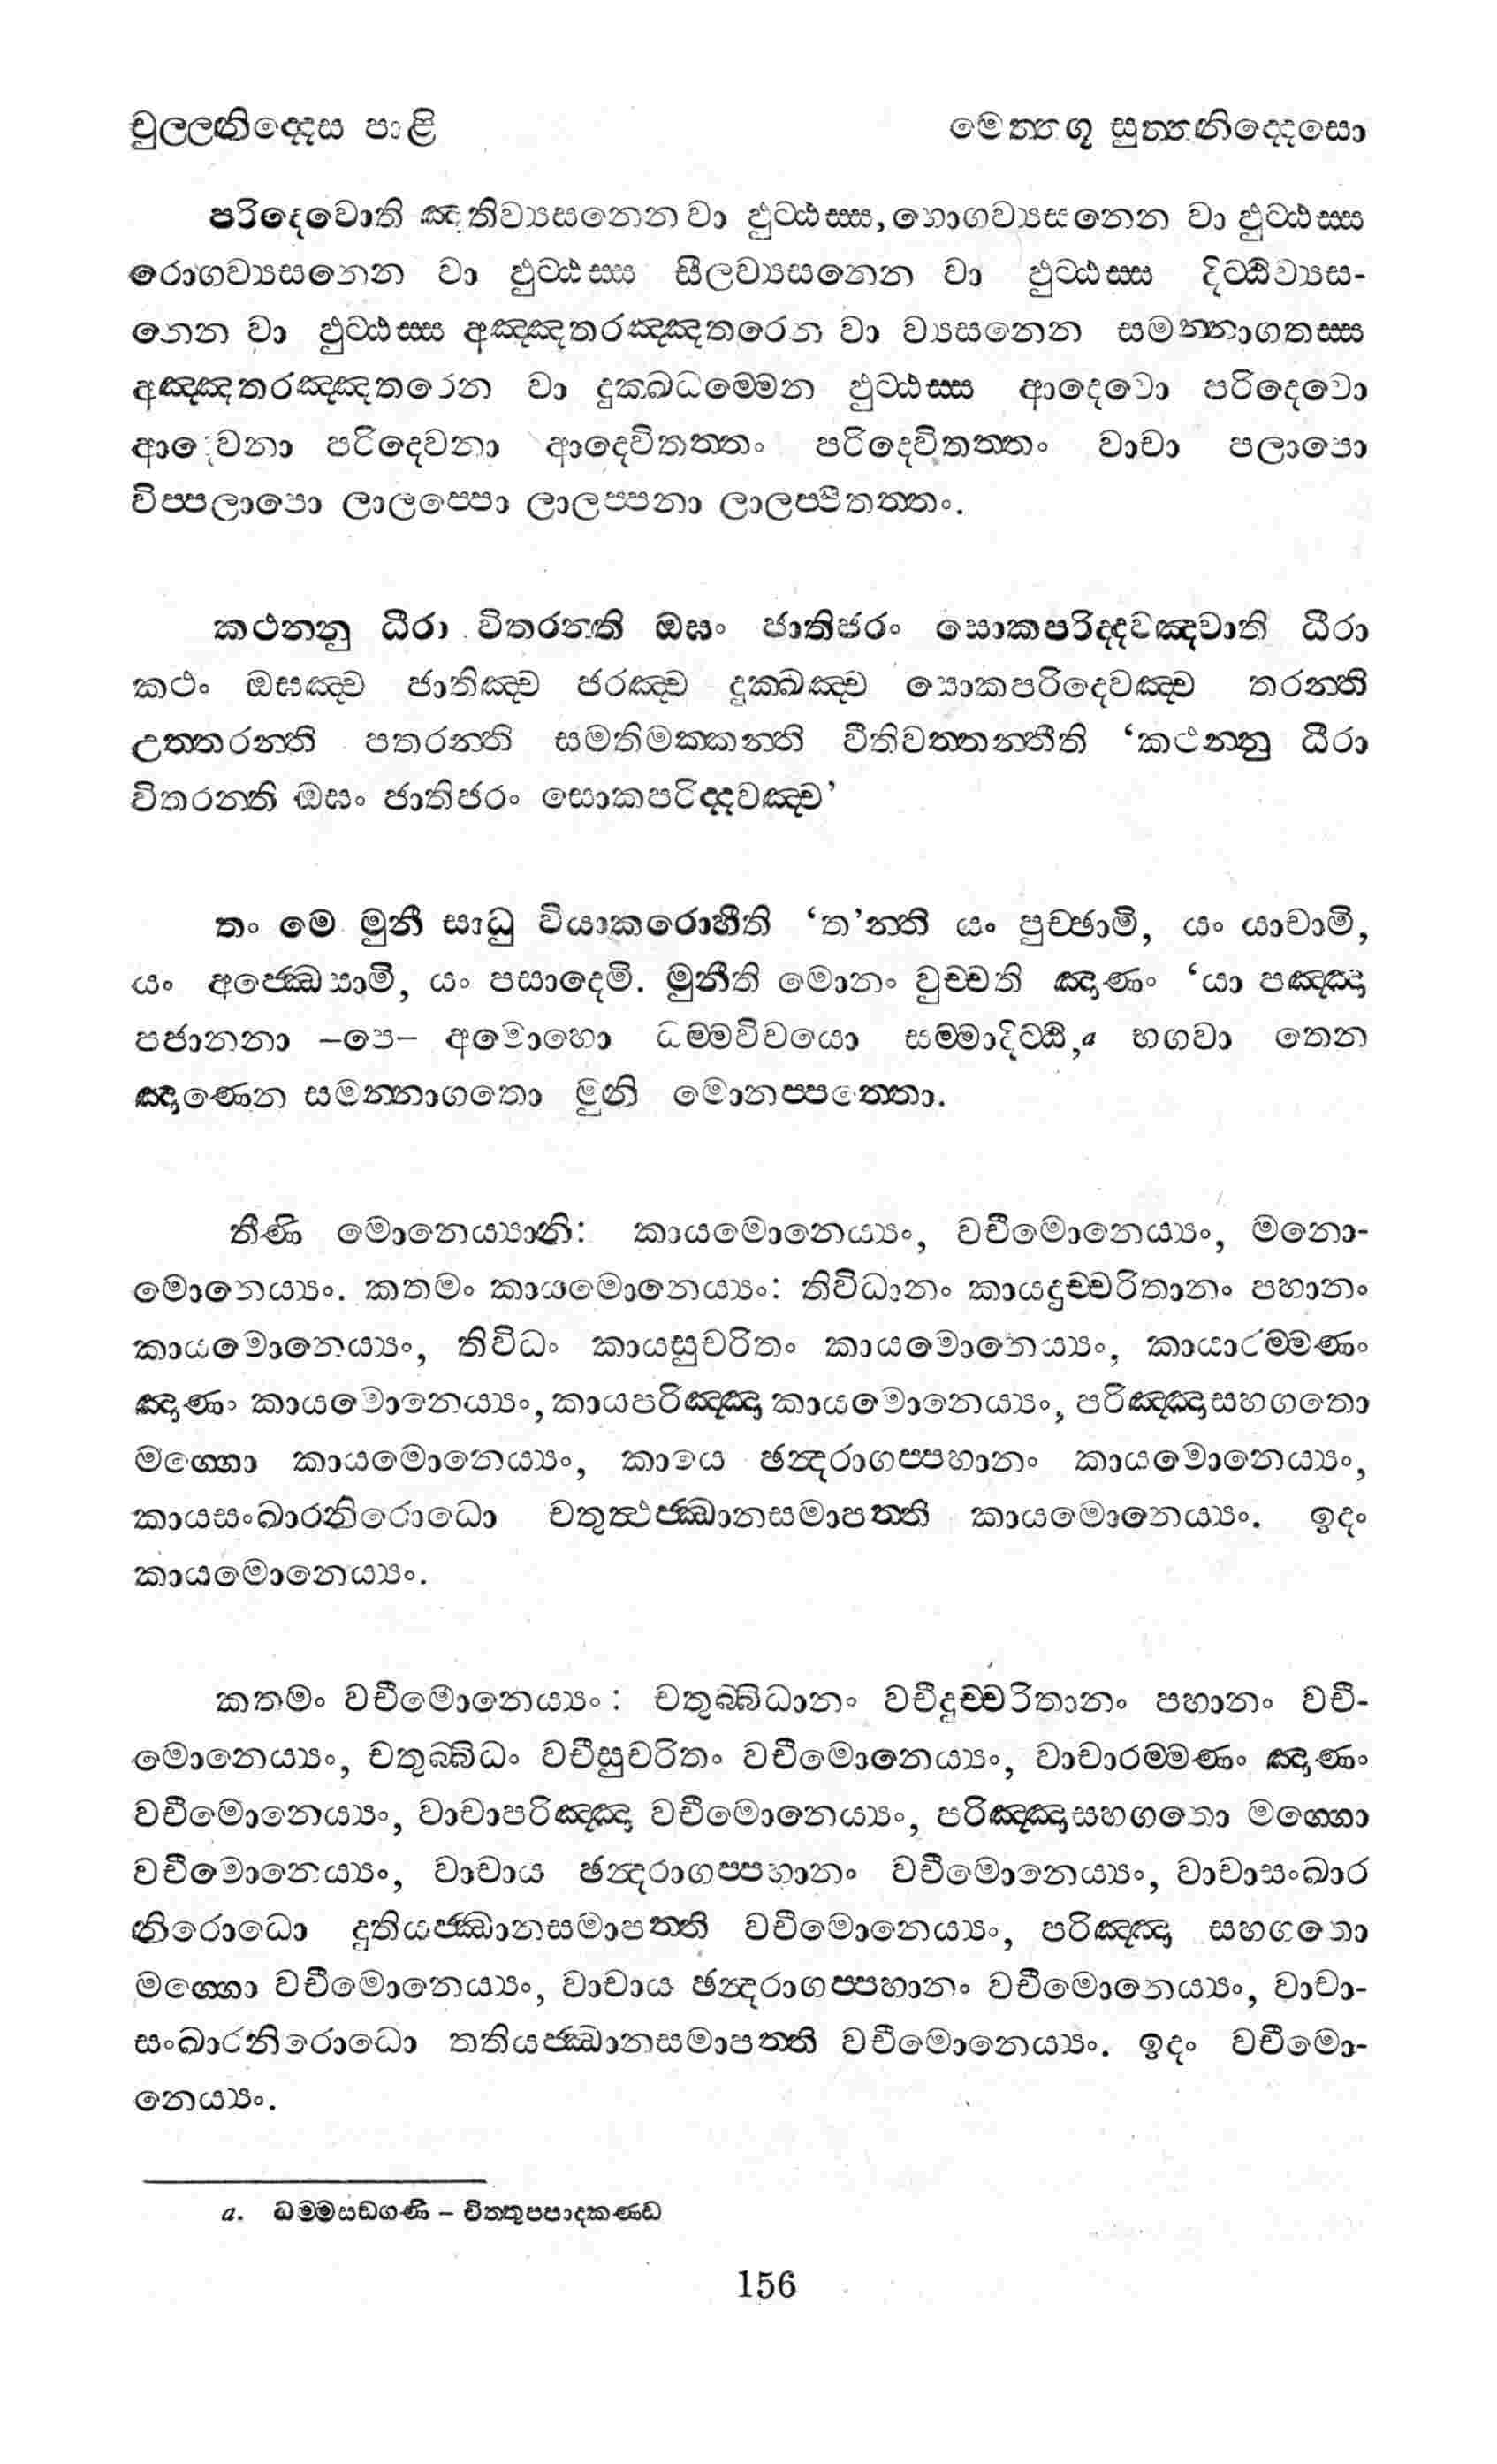 චුල්ලනිද්දෙස පාළි මෙත්තගූ සුත්තනිද්දෙසො
පරිදෙවොති ඤාතිව්‍යසනෙන වා ඵුට්ඨස්ස, භොගව්‍යසනෙන වා ඵුට්ඨස්ස
රොගව්‍යසනෙන වා ඵුට්ඨස්ස සීලව්‍යසනෙන වා ඵුට්ඨස්ස දිට්ඨිව්‍යස-
නෙන වා ඵුට්ඨස්ස අඤ්ඤතරඤ්ඤතරෙන වා ව්‍යසනෙන සමන්නාගතස්ස
අඤ්ඤතරඤ්ඤතරෙන වා දුක්ඛධම්මෙන ඵුට්ඨස්ස ආදෙවො පරිදෙවො
ආදෙවනා පරිදෙවනා ආදෙවිතත්තං පරිදෙවිතත්තං වාචා පලාපො
විප්පලාපො ලාලප්පො ලාලප්පනා ලාලප්පිතත්තං.
කථන්නු ධීරා විතරන්ති ඔඝං ජාතිජරං සොකපරිද්දවඤ්චාති ධීරා
කථං ඔඝඤ්ච ජාතිඤ්ච ජරඤ්ච දුක්ඛඤ්ච සොකපරිදෙවඤ්ච තරන්ති
උත්තරන්ති පතරන්ති සමතික්මක්කන්ති වීතිවත්තන්තීති ‘කථන්නු ධීරා
විතරන්ති ඔඝං ජාතිජරං සොකපරිද්දවඤ්ච’
තං මෙ මුනී සාධු වියාකරොහීති ‘ත’න්ති යං පුච්ඡාමි, යං යාචාමි,
යං අජ්ඣෙස්‍යාමි, යං පසාදෙමි. මුනීති මොනං වුච්චති ඤාණං ‘යා පඤ්ඤා
පජානනා –පෙ– අමොහො ධම්මවිචයො සම්මාදිට්ඨි,a භගවා තෙන
ඤාණෙන සමන්නාගතො මුනි මොනප්පත්තො.
තීණි මොනෙය්‍යානි: කායමොනෙය්‍යං, වචීමොනෙය්‍යං, මනො-
මොනෙය්‍යං. කතමං කායමොනෙය්‍යං: තිවිධානං කායදුච්චරිතානං පහානං
කායමොනෙය්‍යං, තිවිධං කායසුචරිතං කායමොනෙය්‍යං, කායාරම්මණං
ඤාණං කායමොනෙය්‍යං, කායපරිඤ්ඤා කායමොනෙය්‍යං, පරිඤ්ඤාසහගතො
මග්ගො කායමොනෙය්‍යං, කායෙ ඡන්දරාගප්පහානං කායමොනෙය්‍යං,
කායසංඛාරනිරොධො චතුත්ථජ්ඣානසමාපත්ති කායමොනෙය්‍යං. ඉදං
කායමොනෙය්‍යං.
කතමං වචීමොනෙය්‍යං: චතුබ්බිධානං වචීදුච්චරිතානං පහානං වචී-
මොනෙය්‍යං, චතුබ්බිධං වචීසුචරිතං වචීමොනෙය්‍යං, වාචාරම්මණං ඤාණං
වචීමොනෙය්‍යං, වාචාපරිඤ්ඤා වචීමොනෙය්‍යං, පරිඤ්ඤාසහගතො මග්ගො
වචීමොනෙය්‍යං, වාචාය ඡන්දරාගප්පහානං වචීමොනෙය්‍යං, වාචාසංඛාර
නිරොධො දුතියජ්ඣානසමාපත්ති වචීමොනෙය්‍යං, පරිඤ්ඤා සහගතො
මග්ගො වචීමොනෙය්‍යං, වාචාය ඡන්දරාගප්පහානං වචීමොනෙය්‍යං, වාචා-
සංඛාරනිරොධො තතියජ්ඣානසමාපත්ති වචීමොනෙය්‍යං. ඉදං වචීමො-
නෙය්‍යං.
a. ධම්මසඞ්ගණී – චිත්තුප්පාදකණ්ඩ
156